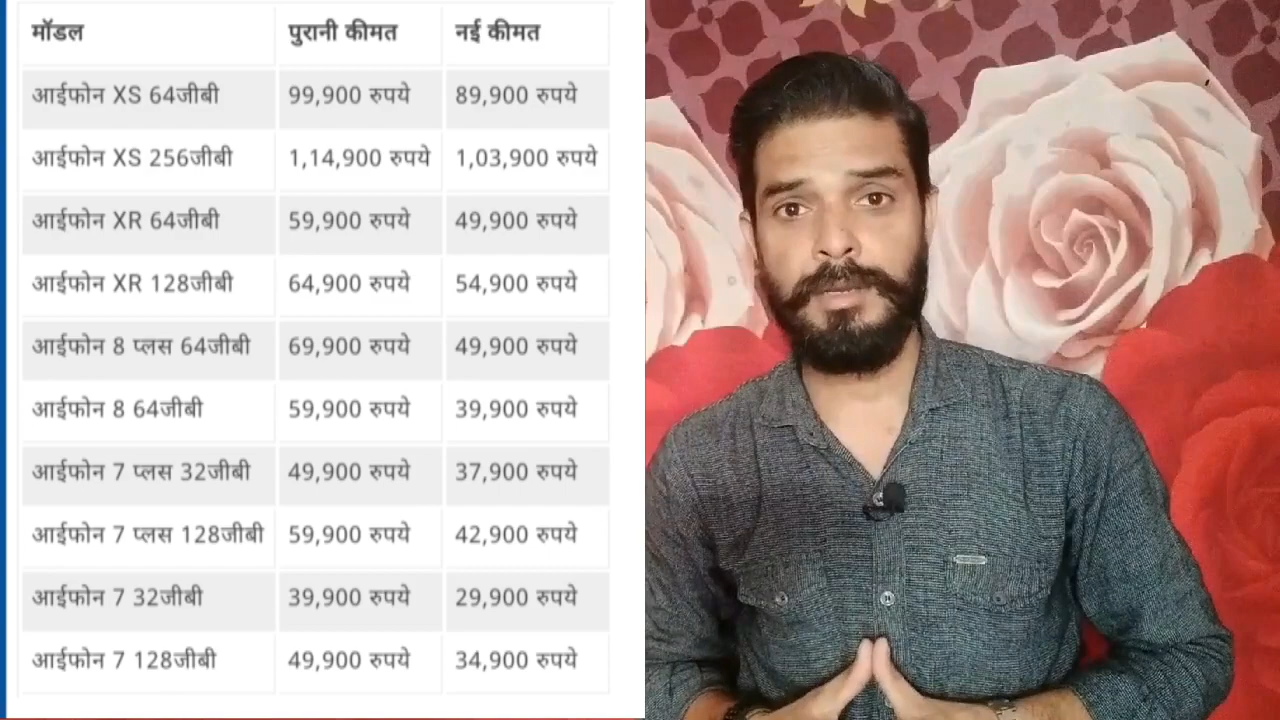 मॉडल पुरानी कीमत नई कीमत
आईफोन XS 64जीबी 99,900 रुपये 89,900 रुपये
आईफोन XS 256जीबी 1,14,900 रुपये 1,03,900 रुपये
आईफोन XR 64जीबी 59,900 रुपये 49,900 रुपये
आईफोन XR 128जीबी 64,900 रुपये 54,900 रुपये
आईफोन 8 प्लस 64जीबी 69,900 रुपये 49,900 रुपये
आईफोन 8 64जीबी 59,900 रुपये 39,900 रुपये
आईफोन 7 प्लस 32जीबी 49,900 रुपये 37,900 रुपये
आईफोन 7 प्लस 128जीबी 59,900 रुपये 42,900 रुपये
आईफोन 7 32जीबी 39,900 रुपये 29,900 रुपये
आईफोन 7 128जीबी 49,900 रुपये 34,900 रुपये